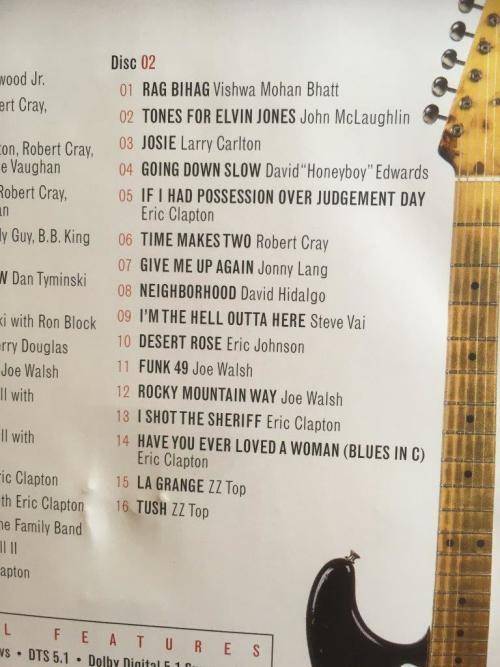 wood Jr.
ert Cray,
ton, Robert Cray,
e Vaughan
Robert Cray,
n
y Guy, B.B. King
W Dan Tyminski
ki with Ron Block
erry Douglas
Joe Walsh
ll with
ll with
ric Clapton
th Eric Clapton
he Family Band
ll II
apton
Disc 02
01 RAG BIHAG Vishwa Mohan Bhatt
02 TONES FOR ELVIN JONES John McLaughlin
03 JOSIE Larry Carlton
04 GOING DOWN SLOW David "Honeyboy" Edwards
05 IF I HAD POSSESSION OVER JUDGEMENT DAY
Eric Clapton
06 TIME MAKES TWO Robert Cray
07 GIVE ME UP AGAIN Jonny Lang
08 NEIGHBORHOOD David Hidalgo
09 I'M THE HELL OUTTA HERE Steve Vai
10 DESERT ROSE Eric Johnson
11 FUNK 49 Joe Walsh
12 ROCKY MOUNTAIN WAY Joe Walsh
13 I SHOT THE SHERIFF Eric Clapton
14 HAVE YOU EVER LOVED A WOMAN (BLUES IN C)
Eric Clapton
15 LA GRANGE ZZ Top
16 TUSH ZZ Top
L FEATURES
ws • DTS 5.1 • Dolby Digital 5.1